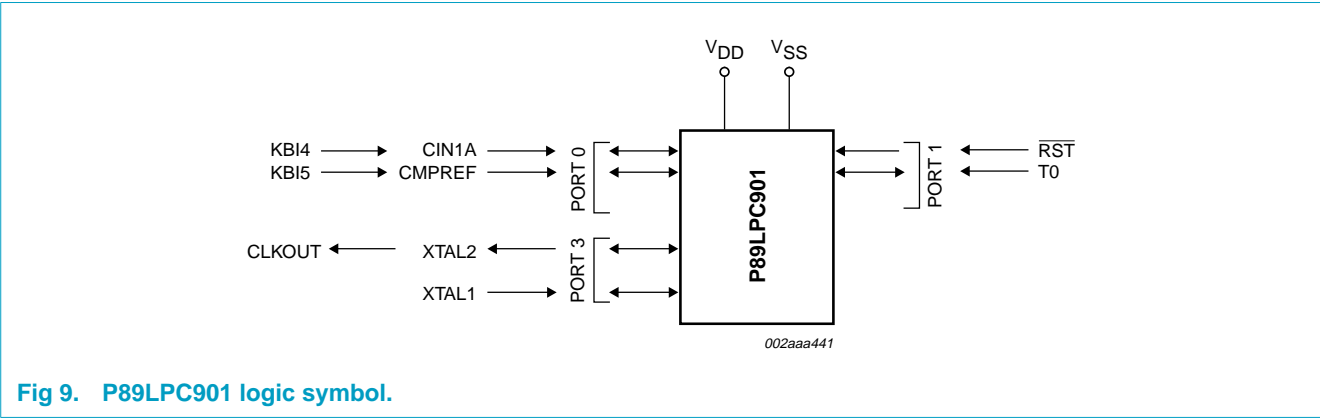 VDD VSS
KBI4 CIN1A PORT 0 P89LPC901 PORT 1 RST
KBI5 CMPREF T0
CLKOUT XTAL2 PORT 3
XTAL1
002aaa441
Fig 9. P89LPC901 logic symbol.